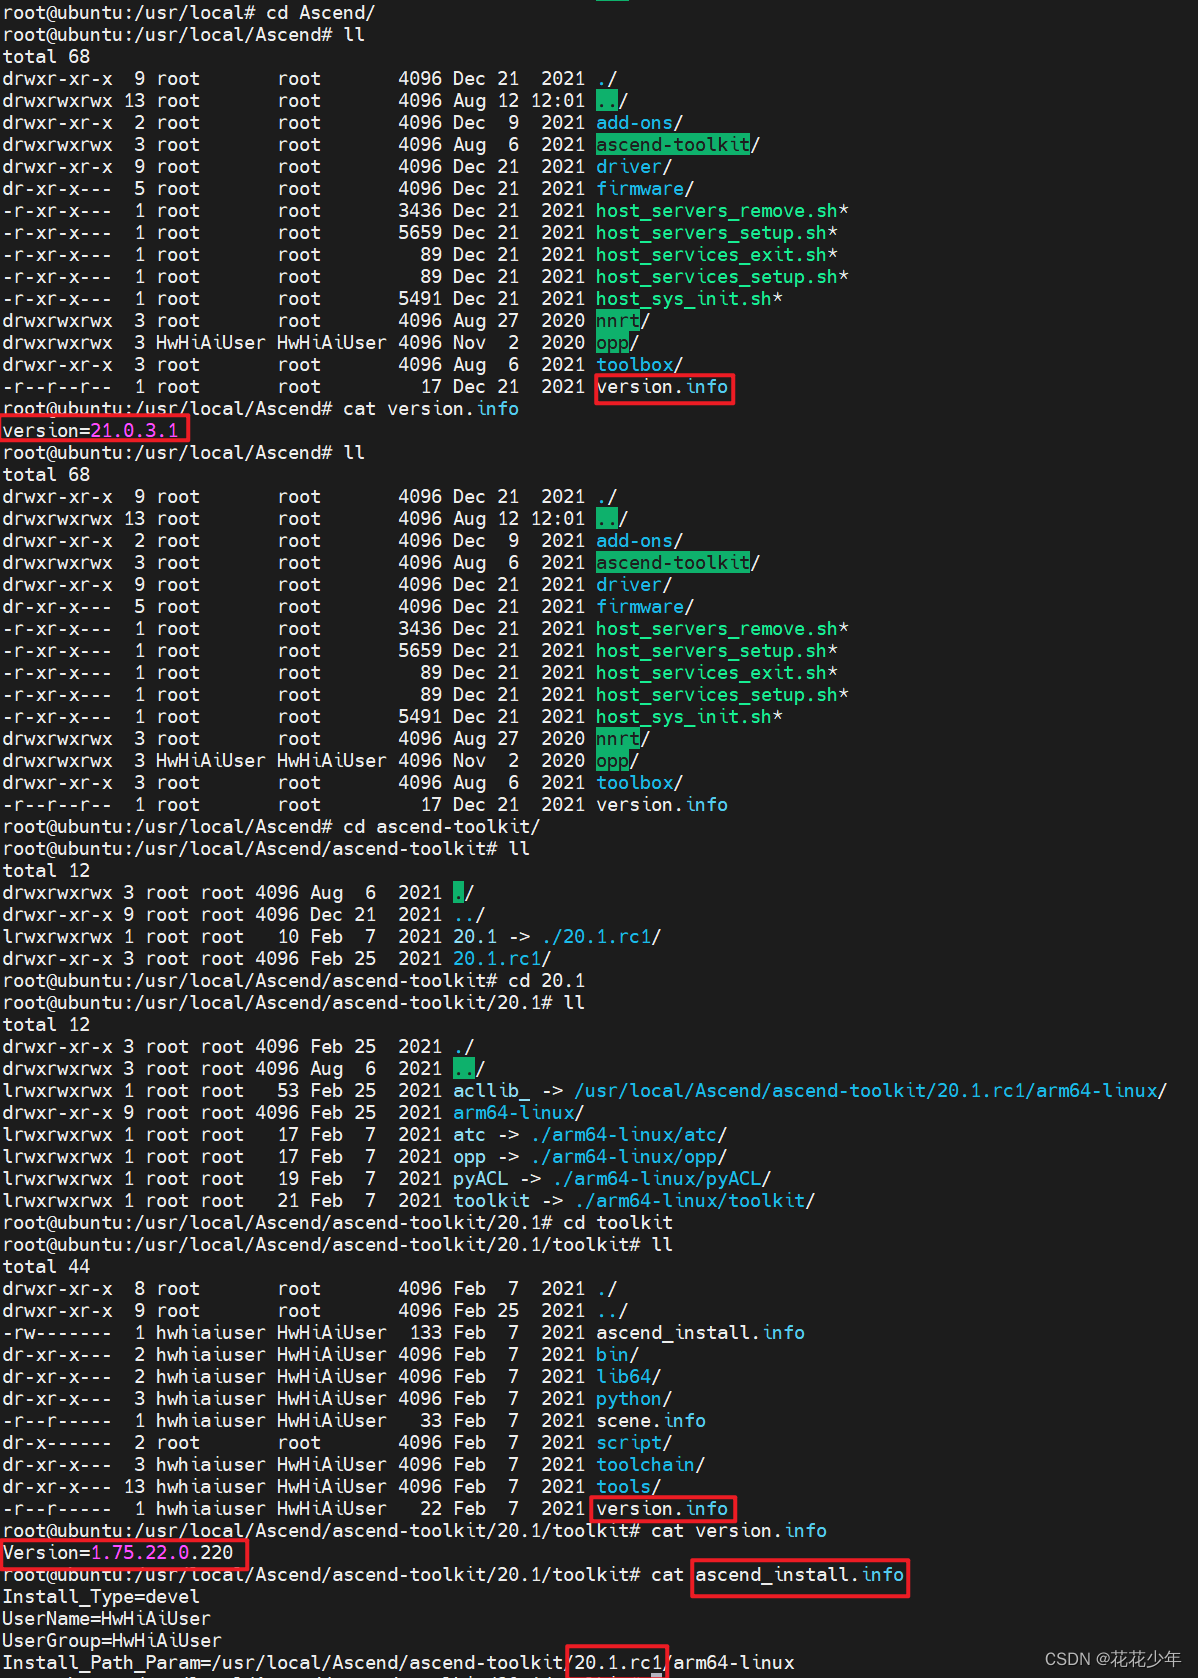 root@ubuntu:/usr/local# cd Ascend/
root@ubuntu:/usr/local/Ascend# ll
total 68
drwxr-xr-x  9 root       root       4096 Dec 21  2021 ./
drwxrwxrwx 13 root       root       4096 Aug 12 12:01 ../
drwxr-xr-x  2 root       root       4096 Dec  9  2021 add-ons/
drwxrwxrwx  3 root       root       4096 Aug  6  2021 ascend-toolkit/
drwxr-xr-x  9 root       root       4096 Dec 21  2021 driver/
dr-xr-x---  5 root       root       4096 Dec 21  2021 firmware/
-r-xr-x---  1 root       root       3436 Dec 21  2021 host_servers_remove.sh*
-r-xr-x---  1 root       root       5659 Dec 21  2021 host_servers_setup.sh*
-r-xr-x---  1 root       root         89 Dec 21  2021 host_services_exit.sh*
-r-xr-x---  1 root       root         89 Dec 21  2021 host_services_setup.sh*
-r-xr-x---  1 root       root       5491 Dec 21  2021 host_sys_init.sh*
drwxrwxrwx  3 root       root       4096 Aug 27  2020 nnrt/
drwxrwxrwx  3 HwHiAiUser HwHiAiUser 4096 Nov  2  2020 opp/
drwxr-xr-x  3 root       root       4096 Aug  6  2021 toolbox/
-r--r--r--  1 root       root         17 Dec 21  2021 version.info
root@ubuntu:/usr/local/Ascend# cat version.info
version=21.0.3.1
root@ubuntu:/usr/local/Ascend# ll
total 68
drwxr-xr-x  9 root       root       4096 Dec 21  2021 ./
drwxrwxrwx 13 root       root       4096 Aug 12 12:01 ../
drwxr-xr-x  2 root       root       4096 Dec  9  2021 add-ons/
drwxrwxrwx  3 root       root       4096 Aug  6  2021 ascend-toolkit/
drwxr-xr-x  9 root       root       4096 Dec 21  2021 driver/
dr-xr-x---  5 root       root       4096 Dec 21  2021 firmware/
-r-xr-x---  1 root       root       3436 Dec 21  2021 host_servers_remove.sh*
-r-xr-x---  1 root       root       5659 Dec 21  2021 host_servers_setup.sh*
-r-xr-x---  1 root       root         89 Dec 21  2021 host_services_exit.sh*
-r-xr-x---  1 root       root         89 Dec 21  2021 host_services_setup.sh*
-r-xr-x---  1 root       root       5491 Dec 21  2021 host_sys_init.sh*
drwxrwxrwx  3 root       root       4096 Aug 27  2020 nnrt/
drwxrwxrwx  3 HwHiAiUser HwHiAiUser 4096 Nov  2  2020 opp/
drwxr-xr-x  3 root       root       4096 Aug  6  2021 toolbox/
-r--r--r--  1 root       root         17 Dec 21  2021 version.info
root@ubuntu:/usr/local/Ascend# cd ascend-toolkit/
root@ubuntu:/usr/local/Ascend/ascend-toolkit# ll
total 12
drwxrwxrwx 3 root root 4096 Aug  6  2021 ./
drwxr-xr-x 9 root root 4096 Dec 21  2021 ../
lrwxrwxrwx 1 root root   10 Feb  7  2021 20.1 -> ./20.1.rc1/
drwxr-xr-x 3 root root 4096 Feb 25  2021 20.1.rc1/
root@ubuntu:/usr/local/Ascend/ascend-toolkit# cd 20.1
root@ubuntu:/usr/local/Ascend/ascend-toolkit/20.1# ll
total 12
drwxr-xr-x 3 root root 4096 Feb 25  2021 ./
drwxrwxrwx 3 root root 4096 Aug  6  2021 ../
lrwxrwxrwx 1 root root   53 Feb 25  2021 acllib_ -> /usr/local/Ascend/ascend-toolkit/20.1.rc1/arm64-linux/
drwxr-xr-x 9 root root 4096 Feb 25  2021 arm64-linux/
lrwxrwxrwx 1 root root   17 Feb  7  2021 atc -> ./arm64-linux/atc/
lrwxrwxrwx 1 root root   17 Feb  7  2021 opp -> ./arm64-linux/opp/
lrwxrwxrwx 1 root root   19 Feb  7  2021 pyACL -> ./arm64-linux/pyACL/
lrwxrwxrwx 1 root root   21 Feb  7  2021 toolkit -> ./arm64-linux/toolkit/
root@ubuntu:/usr/local/Ascend/ascend-toolkit/20.1# cd toolkit
root@ubuntu:/usr/local/Ascend/ascend-toolkit/20.1/toolkit# ll
total 44
drwxr-xr-x  8 root       root       4096 Feb  7  2021 ./
drwxr-xr-x  9 root       root       4096 Feb 25  2021 ../
-rw-------  1 hwhiaiuser HwHiAiUser  133 Feb  7  2021 ascend_install.info
dr-xr-x---  2 hwhiaiuser HwHiAiUser 4096 Feb  7  2021 bin/
dr-xr-x---  2 hwhiaiuser HwHiAiUser 4096 Feb  7  2021 lib64/
dr-xr-x---  3 hwhiaiuser HwHiAiUser 4096 Feb  7  2021 python/
-r--r-----  1 hwhiaiuser HwHiAiUser   33 Feb  7  2021 scene.info
dr-x------  2 root       root       4096 Feb  7  2021 script/
dr-xr-x---  3 hwhiaiuser HwHiAiUser 4096 Feb  7  2021 toolchain/
dr-xr-x--- 13 hwhiaiuser HwHiAiUser 4096 Feb  7  2021 tools/
-r--r-----  1 hwhiaiuser HwHiAiUser   22 Feb  7  2021 version.info
root@ubuntu:/usr/local/Ascend/ascend-toolkit/20.1/toolkit# cat version.info
Version=1.75.22.0.220
root@ubuntu:/usr/local/Ascend/ascend-toolkit/20.1/toolkit# cat ascend_install.info
Install_Type=devel
UserName=HwHiAiUser
UserGroup=HwHiAiUser
Install_Path_Param=/usr/local/Ascend/ascend-toolkit/20.1.rc1/arm64-linux
CSDN @花花少年